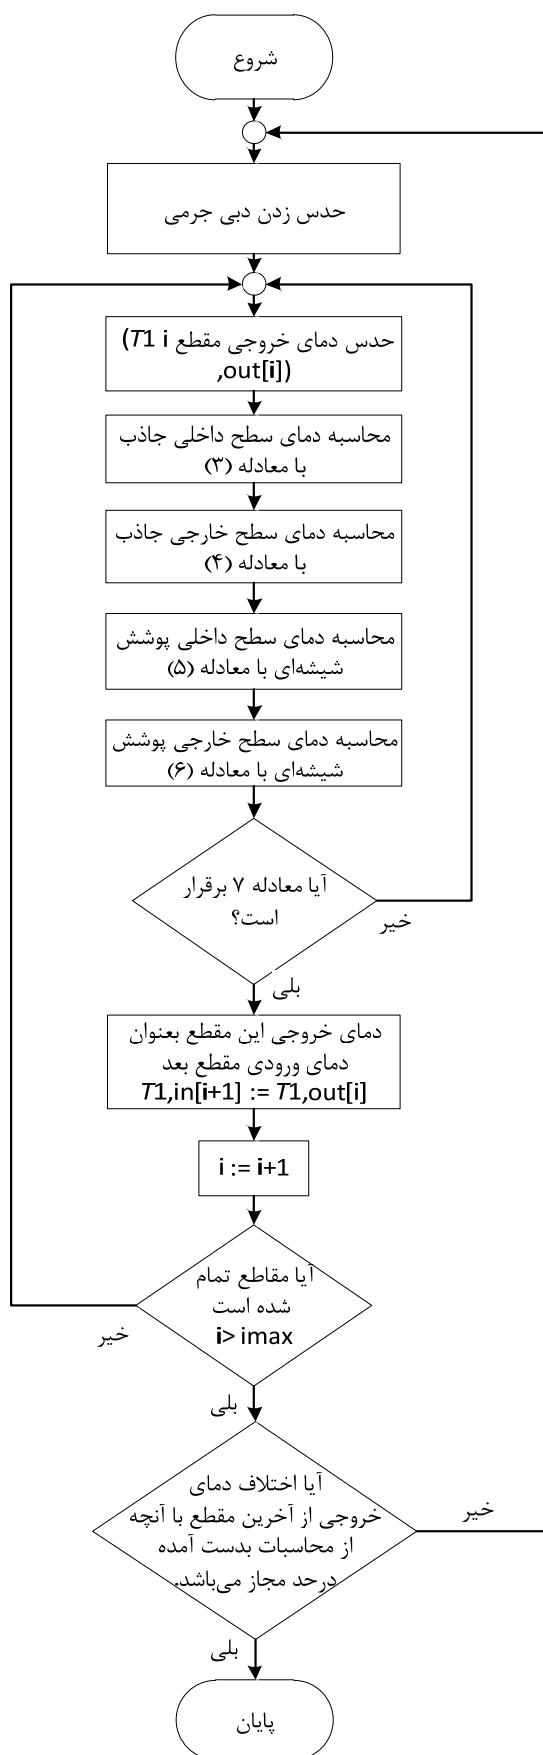 شروع
حدس زدن دبی جرمی
حدس دمای خروجی مقطع T1 i)
,out[i])
محاسبه دمای سطح داخلی جاذب
با معادله (۳)
محاسبه دمای سطح خارجی جاذب
با معادله (۴)
محاسبه دمای سطح داخلی پوشش
شیشه‌ای با معادله (۵)
محاسبه دمای سطح خارجی پوشش
شیشه‌ای با معادله (۶)
آیا معادله ۷ برقرار
است؟
خیر
بلی
دمای خروجی این مقطع بعنوان
دمای ورودی مقطع بعد
T1,in[i+1] := T1,out[i]
i := i+1
آیا مقاطع تمام
شده است
i> imax
خیر
بلی
آیا اختلاف دمای
خروجی از آخرین مقطع با آنچه
از محاسبات بدست آمده
درحد مجاز می‌باشد.
خیر
بلی
پایان